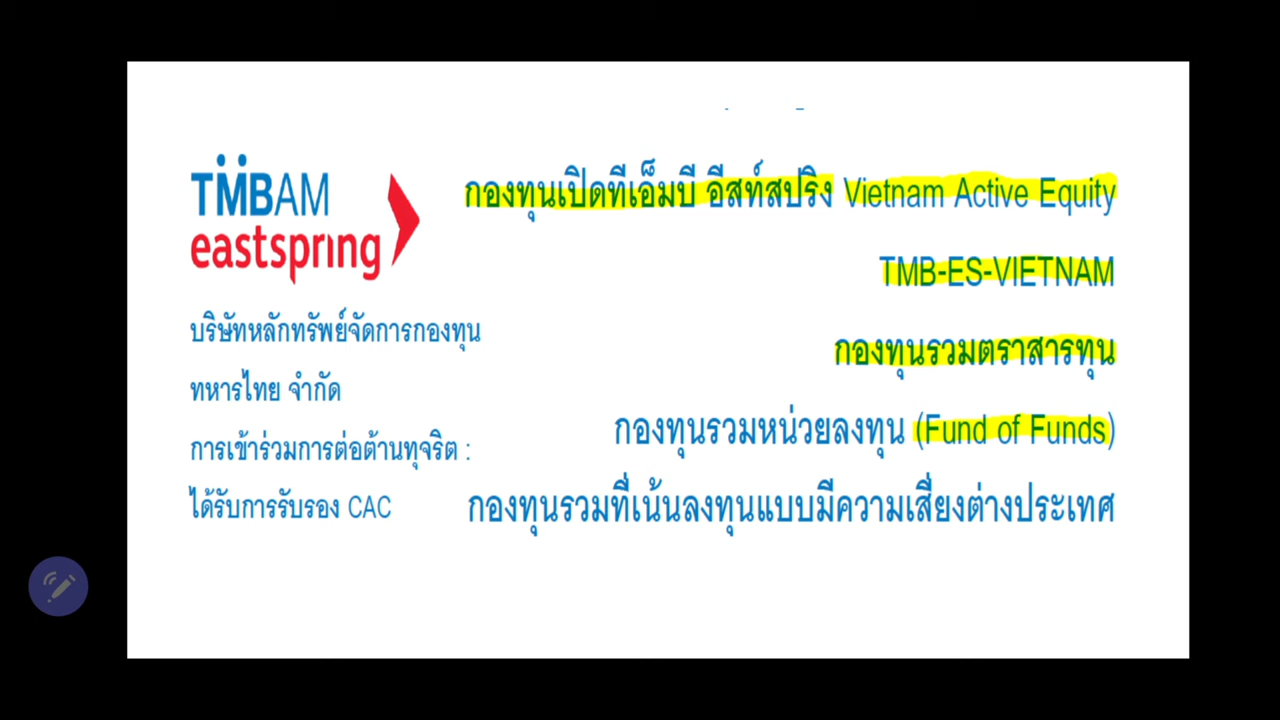 TMBAM
eastspring
บริษัทหลักทรัพย์จัดการกองทุน
ทหารไทย จำกัด
การเข้าร่วมการต่อต้านทุจริต :
ได้รับการรับรอง CAC
กองทุนเปิดทีเอ็มบี อีสท์สปริง Vietnam Active Equity
TMB-ES-VIETNAM
กองทุนรวมตราสารทุน
กองทุนรวมหน่วยลงทุน (Fund of Funds)
กองทุนรวมที่เน้นลงทุนแบบมีความเสี่ยงต่างประเทศ